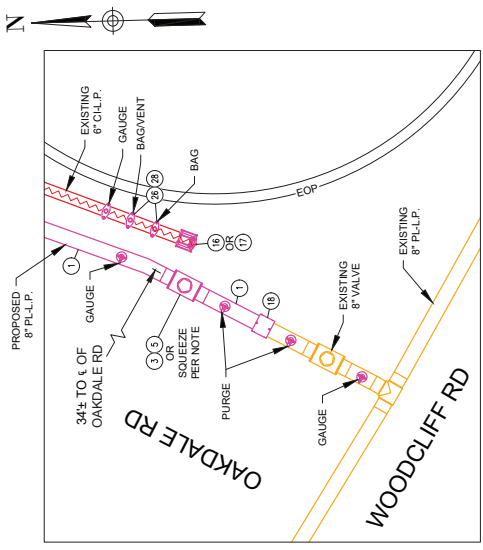 N
EXISTING
6" CI-L.P.
GAUGE
BAG/VENT
26 28
BAG
16
OR
17
EOP
PROPOSED
8" PL-L.P.
1
GAUGE
34'± TO ℄ OF
OAKDALE RD
3 5
OR
SQUEEZE
PER NOTE
1
PURGE
18
EXISTING
8" VALVE
GAUGE
EXISTING
8" PL-L.P.
OAKDALE RD
WOODCLIFF RD